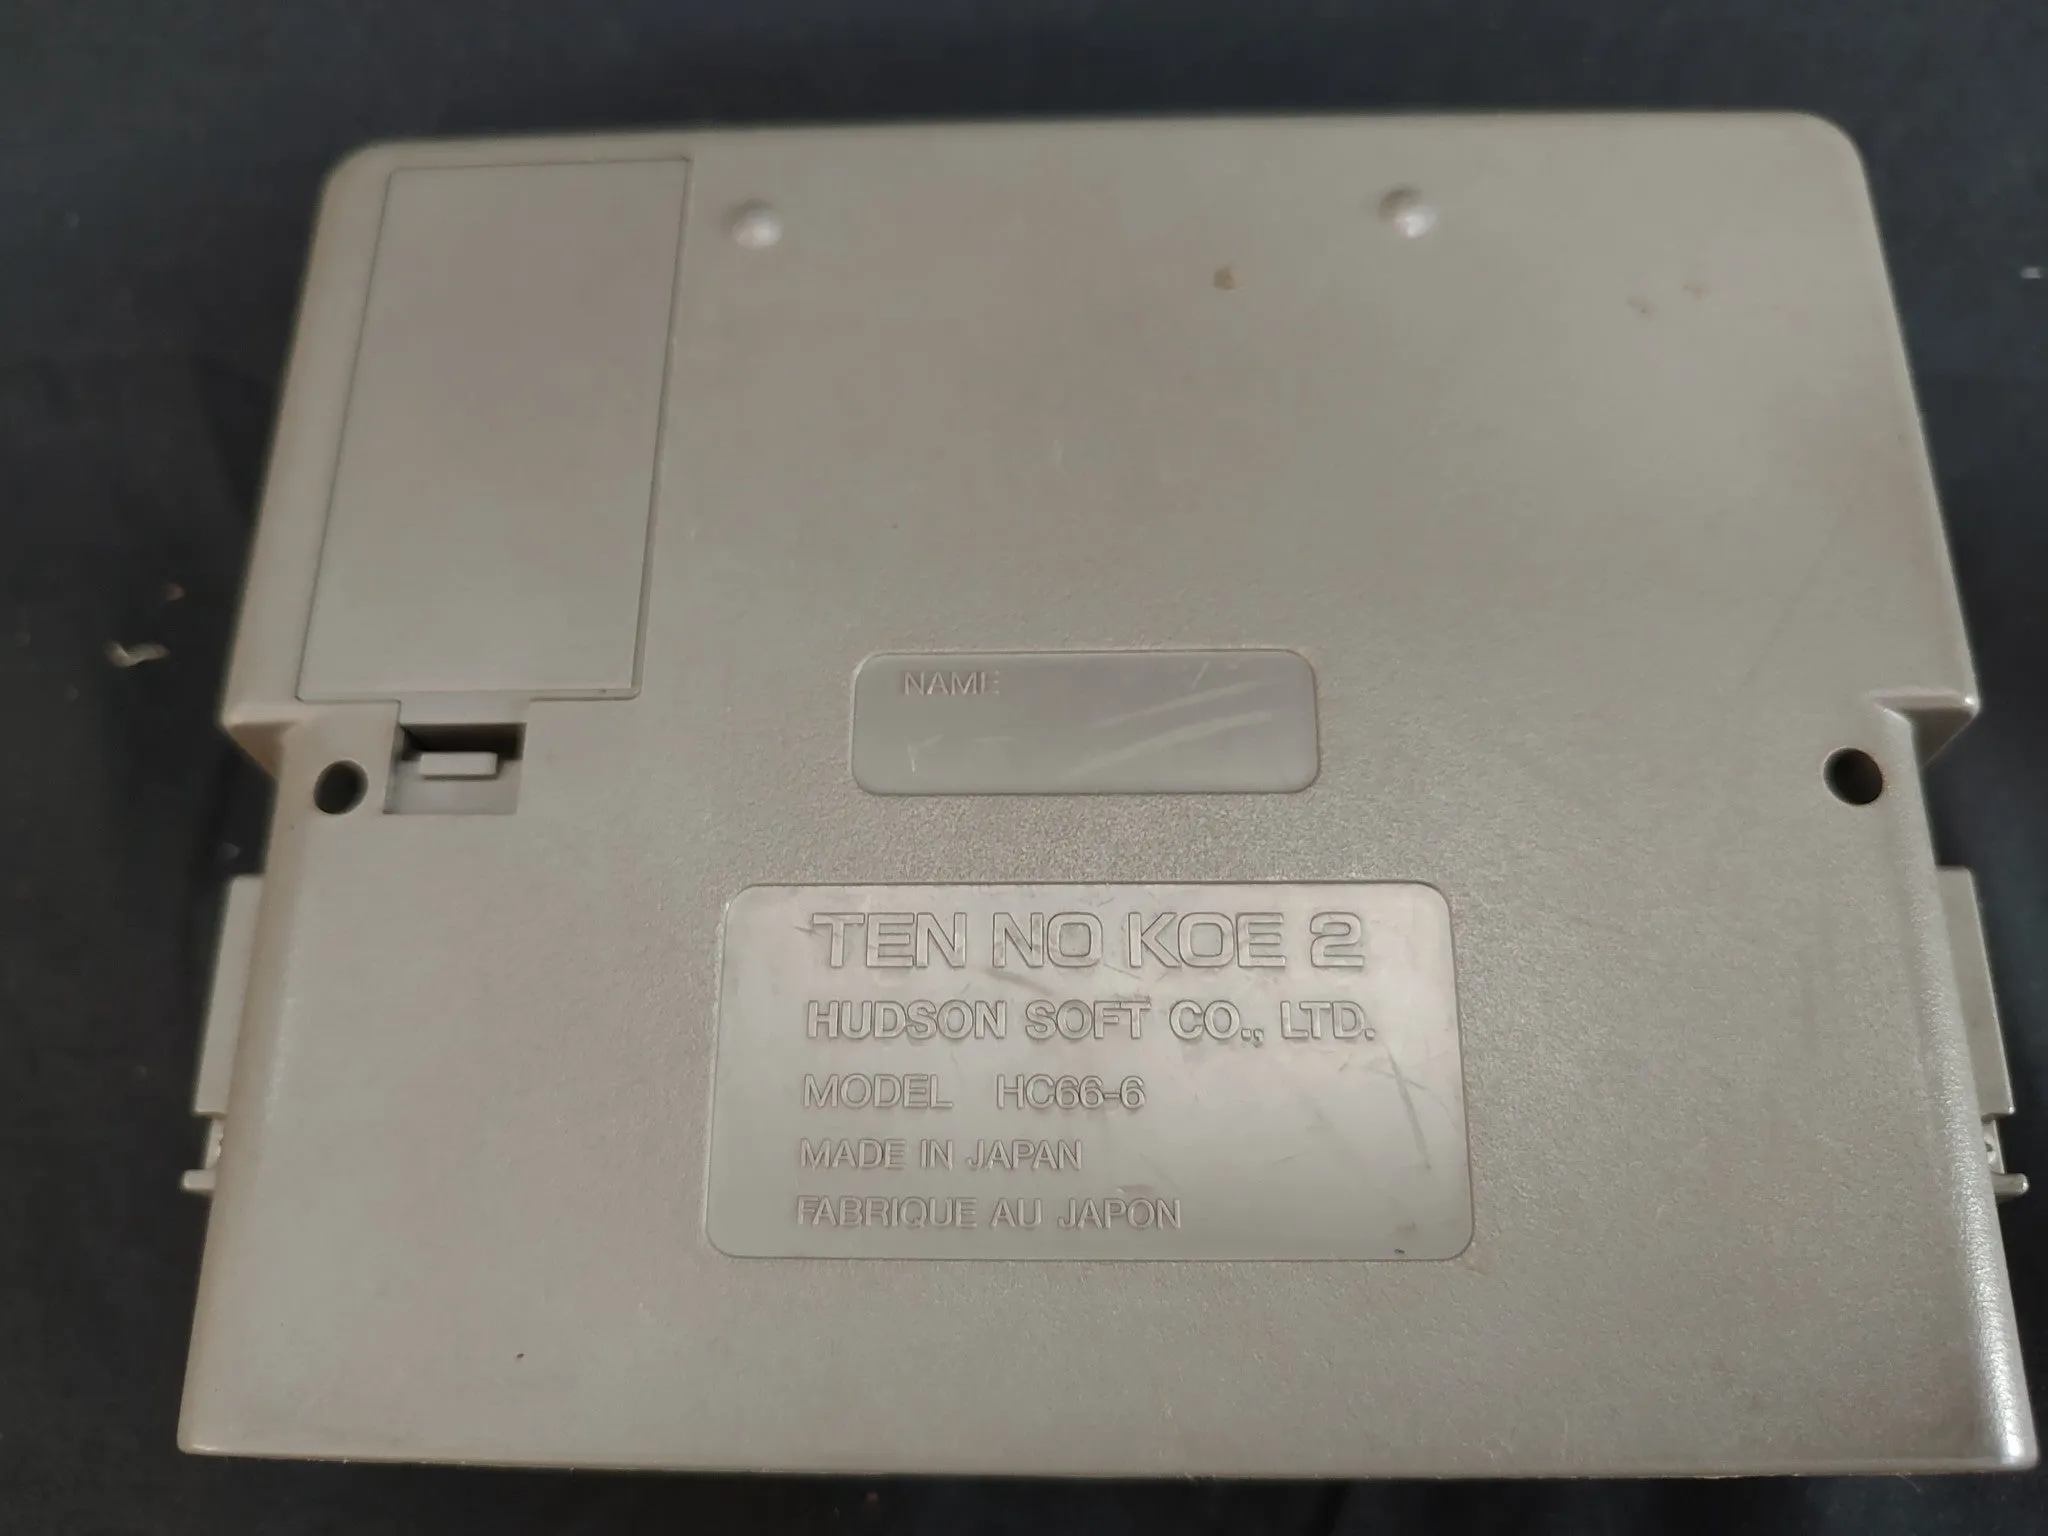 NAME
TEN NO KOE 2
HUDSON SOFT CO., LTD.
MODEL HC66-6
MADE IN JAPAN
FABRIQUE AU JAPON